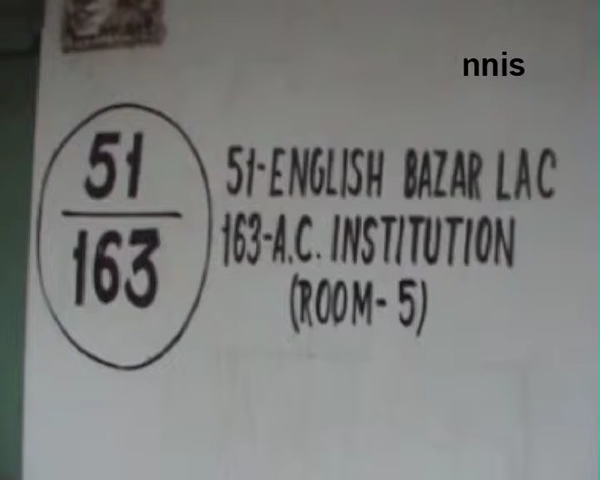 nnis
51
163
51-ENGLISH BAZAR LAC
163-A.C. INSTITUTION
(ROOM-5)